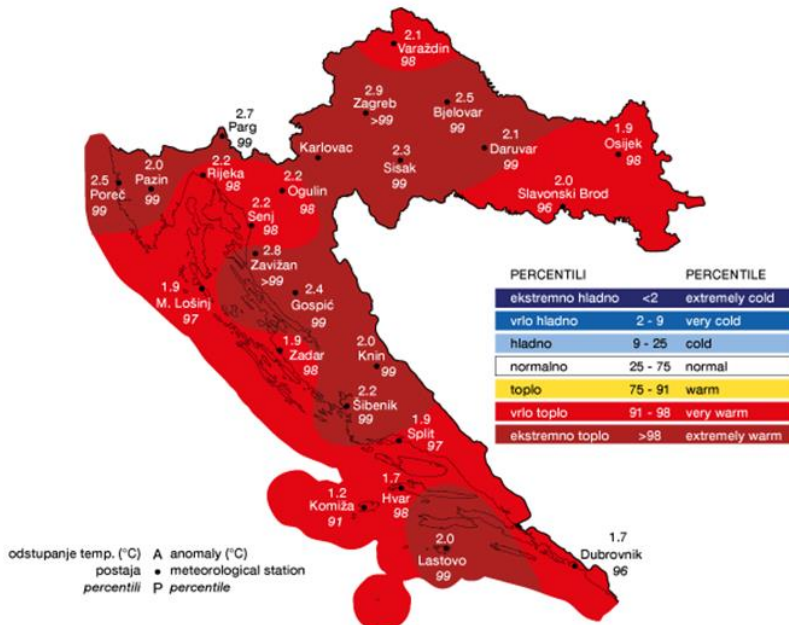 2.1
Varaždin
98
2.9
Zagreb
>99
2.5
Bjelovar
99
2.7
Parg
99
Karlovac
2.3
Sisak
99
2.1
Daruvar
99
1.9
Osijek
98
2.0
Slavonski Brod
96
2.5
Poreč
99
2.0
Pazin
99
2.2
Rijeka
98
2.2
Ogulin
98
2.2
Senj
98
2.8
Zavižan
>99
1.9
M. Lošinj
97
2.4
Gospić
99
1.9
Zadar
98
2.0
Knin
99
2.2
Šibenik
99
1.9
Split
97
1.2
Komiža
91
1.7
Hvar
98
2.0
Lastovo
99
1.7
Dubrovnik
96
PERCENTILI PERCENTILE
ekstremno hladno <2 extremely cold
vrlo hladno 2 - 9 very cold
hladno 9 - 25 cold
normalno 25 - 75 normal
toplo 75 - 91 warm
vrlo toplo 91 - 98 very warm
ekstremno toplo >98 extremely warm
odstupanje temp. (°C) A anomaly (°C)
postaja • meteorological station
percentili P percentile